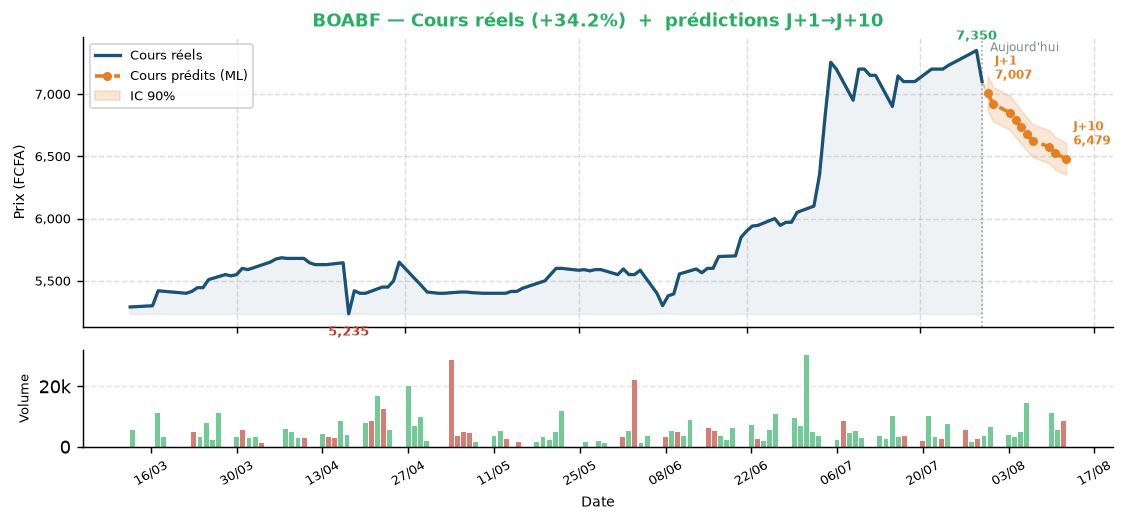 BOABF — Cours réels (+34.2%)  +  prédictions J+1→J+10
Cours réels
Cours prédits (ML)
IC 90%
7,350
Aujourd'hui
J+1
7,007
J+10
6,479
5,235
Prix (FCFA)
7,000
6,500
6,000
5,500
Volume
20k
0
16/03
30/03
13/04
27/04
11/05
25/05
08/06
22/06
06/07
20/07
03/08
17/08
Date